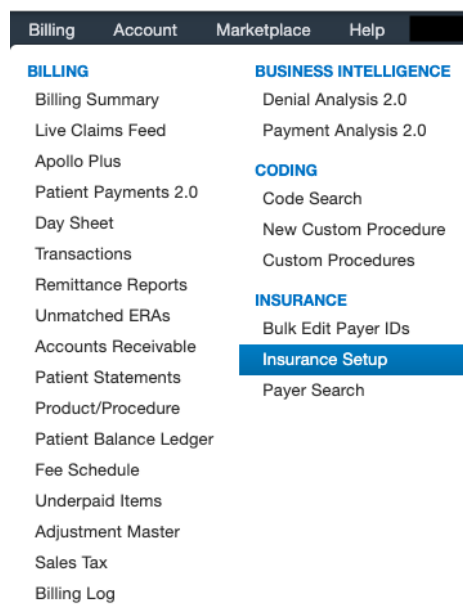 Billing Account Marketplace Help
BILLING
Billing Summary
Live Claims Feed
Apollo Plus
Patient Payments 2.0
Day Sheet
Transactions
Remittance Reports
Unmatched ERAs
Accounts Receivable
Patient Statements
Product/Procedure
Patient Balance Ledger
Fee Schedule
Underpaid Items
Adjustment Master
Sales Tax
Billing Log
BUSINESS INTELLIGENCE
Denial Analysis 2.0
Payment Analysis 2.0
CODING
Code Search
New Custom Procedure
Custom Procedures
INSURANCE
Bulk Edit Payer IDs
Insurance Setup
Payer Search